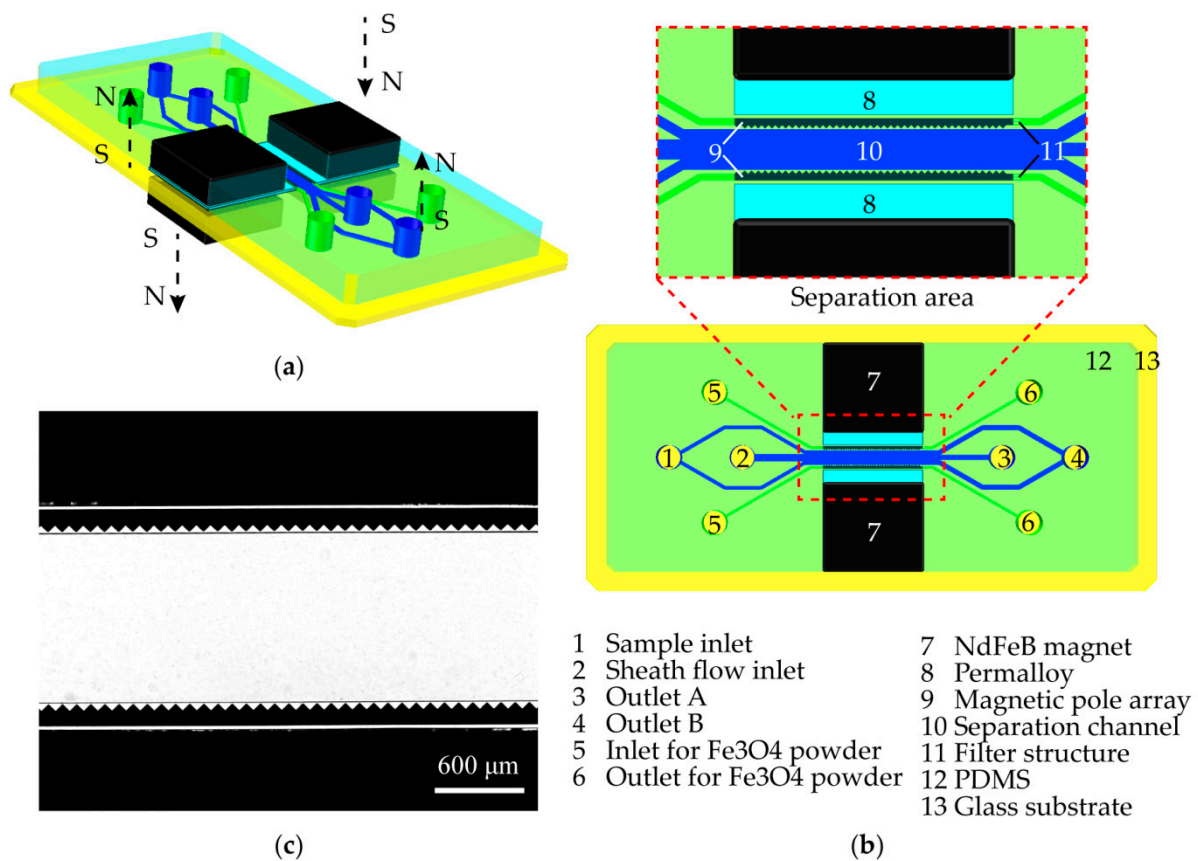 S
N
N
S
N
S
S
N
(a)
8
9
10
11
8
Separation area
7
12
13
5
6
1
2
3
4
5
6
7
600 μm
(c)
1 Sample inlet
2 Sheath flow inlet
3 Outlet A
4 Outlet B
5 Inlet for Fe3O4 powder
6 Outlet for Fe3O4 powder
7 NdFeB magnet
8 Permalloy
9 Magnetic pole array
10 Separation channel
11 Filter structure
12 PDMS
13 Glass substrate
(b)